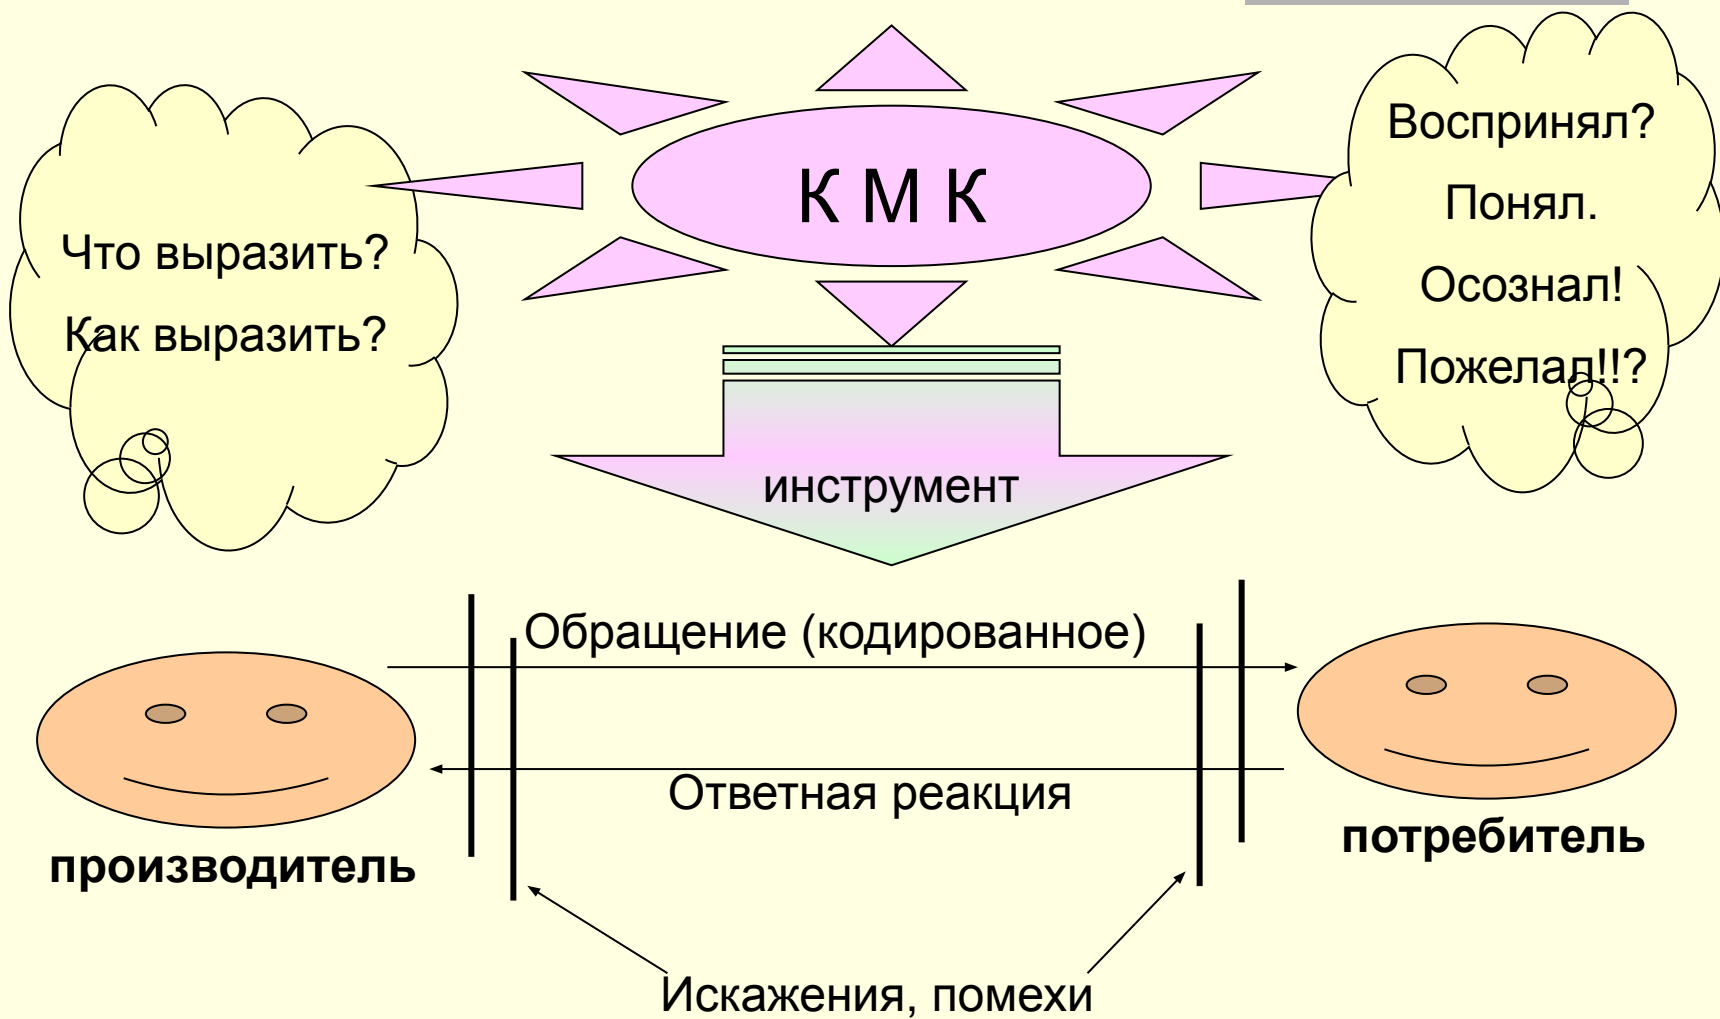 К М К
Что выразить?
Как выразить?
Воспринял?
Понял.
Осознал!
Пожелал!!?
инструмент
Обращение (кодированное)
Ответная реакция
производитель
потребитель
Искажения, помехи